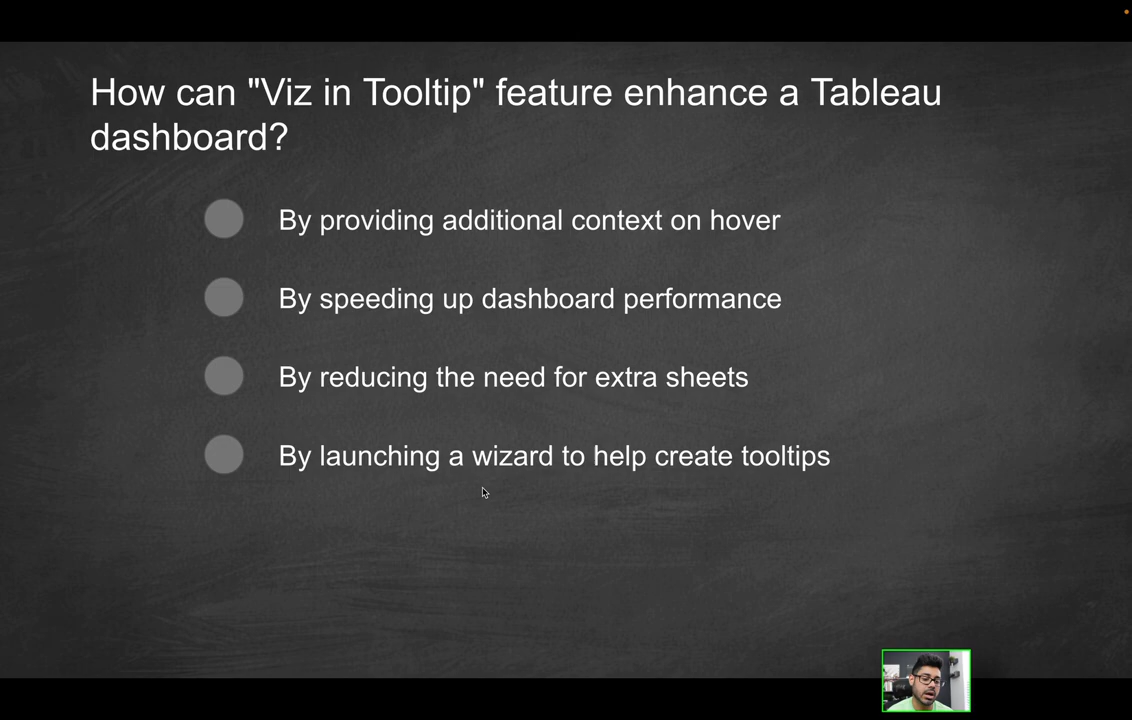 How can "Viz in Tooltip" feature enhance a Tableau
dashboard?
By providing additional context on hover
By speeding up dashboard performance
By reducing the need for extra sheets
By launching a wizard to help create tooltips